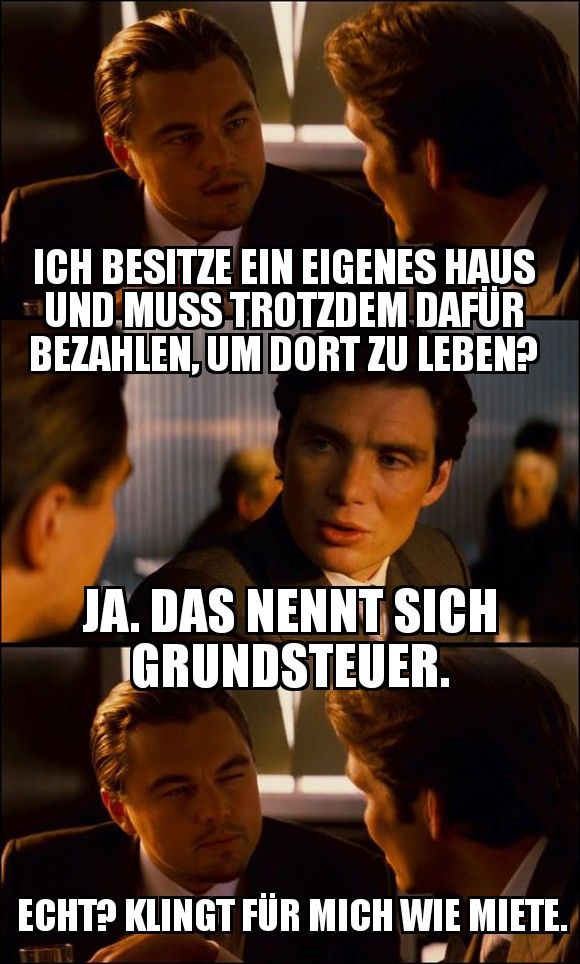 ICH BESITZE EIN EIGENES HAUS
UND MUSS TROTZDEM DAFÜR
BEZAHLEN, UM DORT ZU LEBEN?
JA. DAS NENNT SICH
GRUNDSTEUER.
ECHT? KLINGT FÜR MICH WIE MIETE.